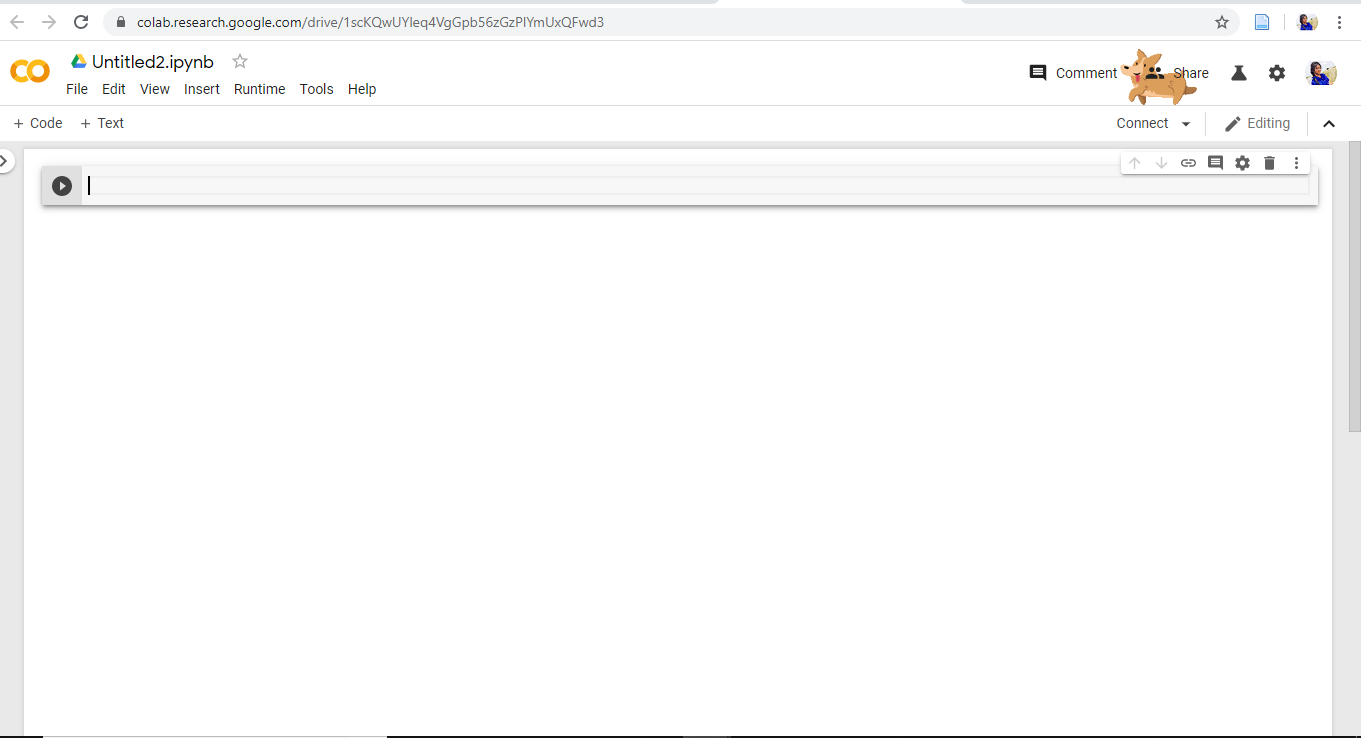 colab.research.google.com/drive/1scKQwUYleq4VgGpb56zGzPlYmUxQFwd3
Untitled2.ipynb
Comment Share
File Edit View Insert Runtime Tools Help
+ Code + Text
Connect Editing